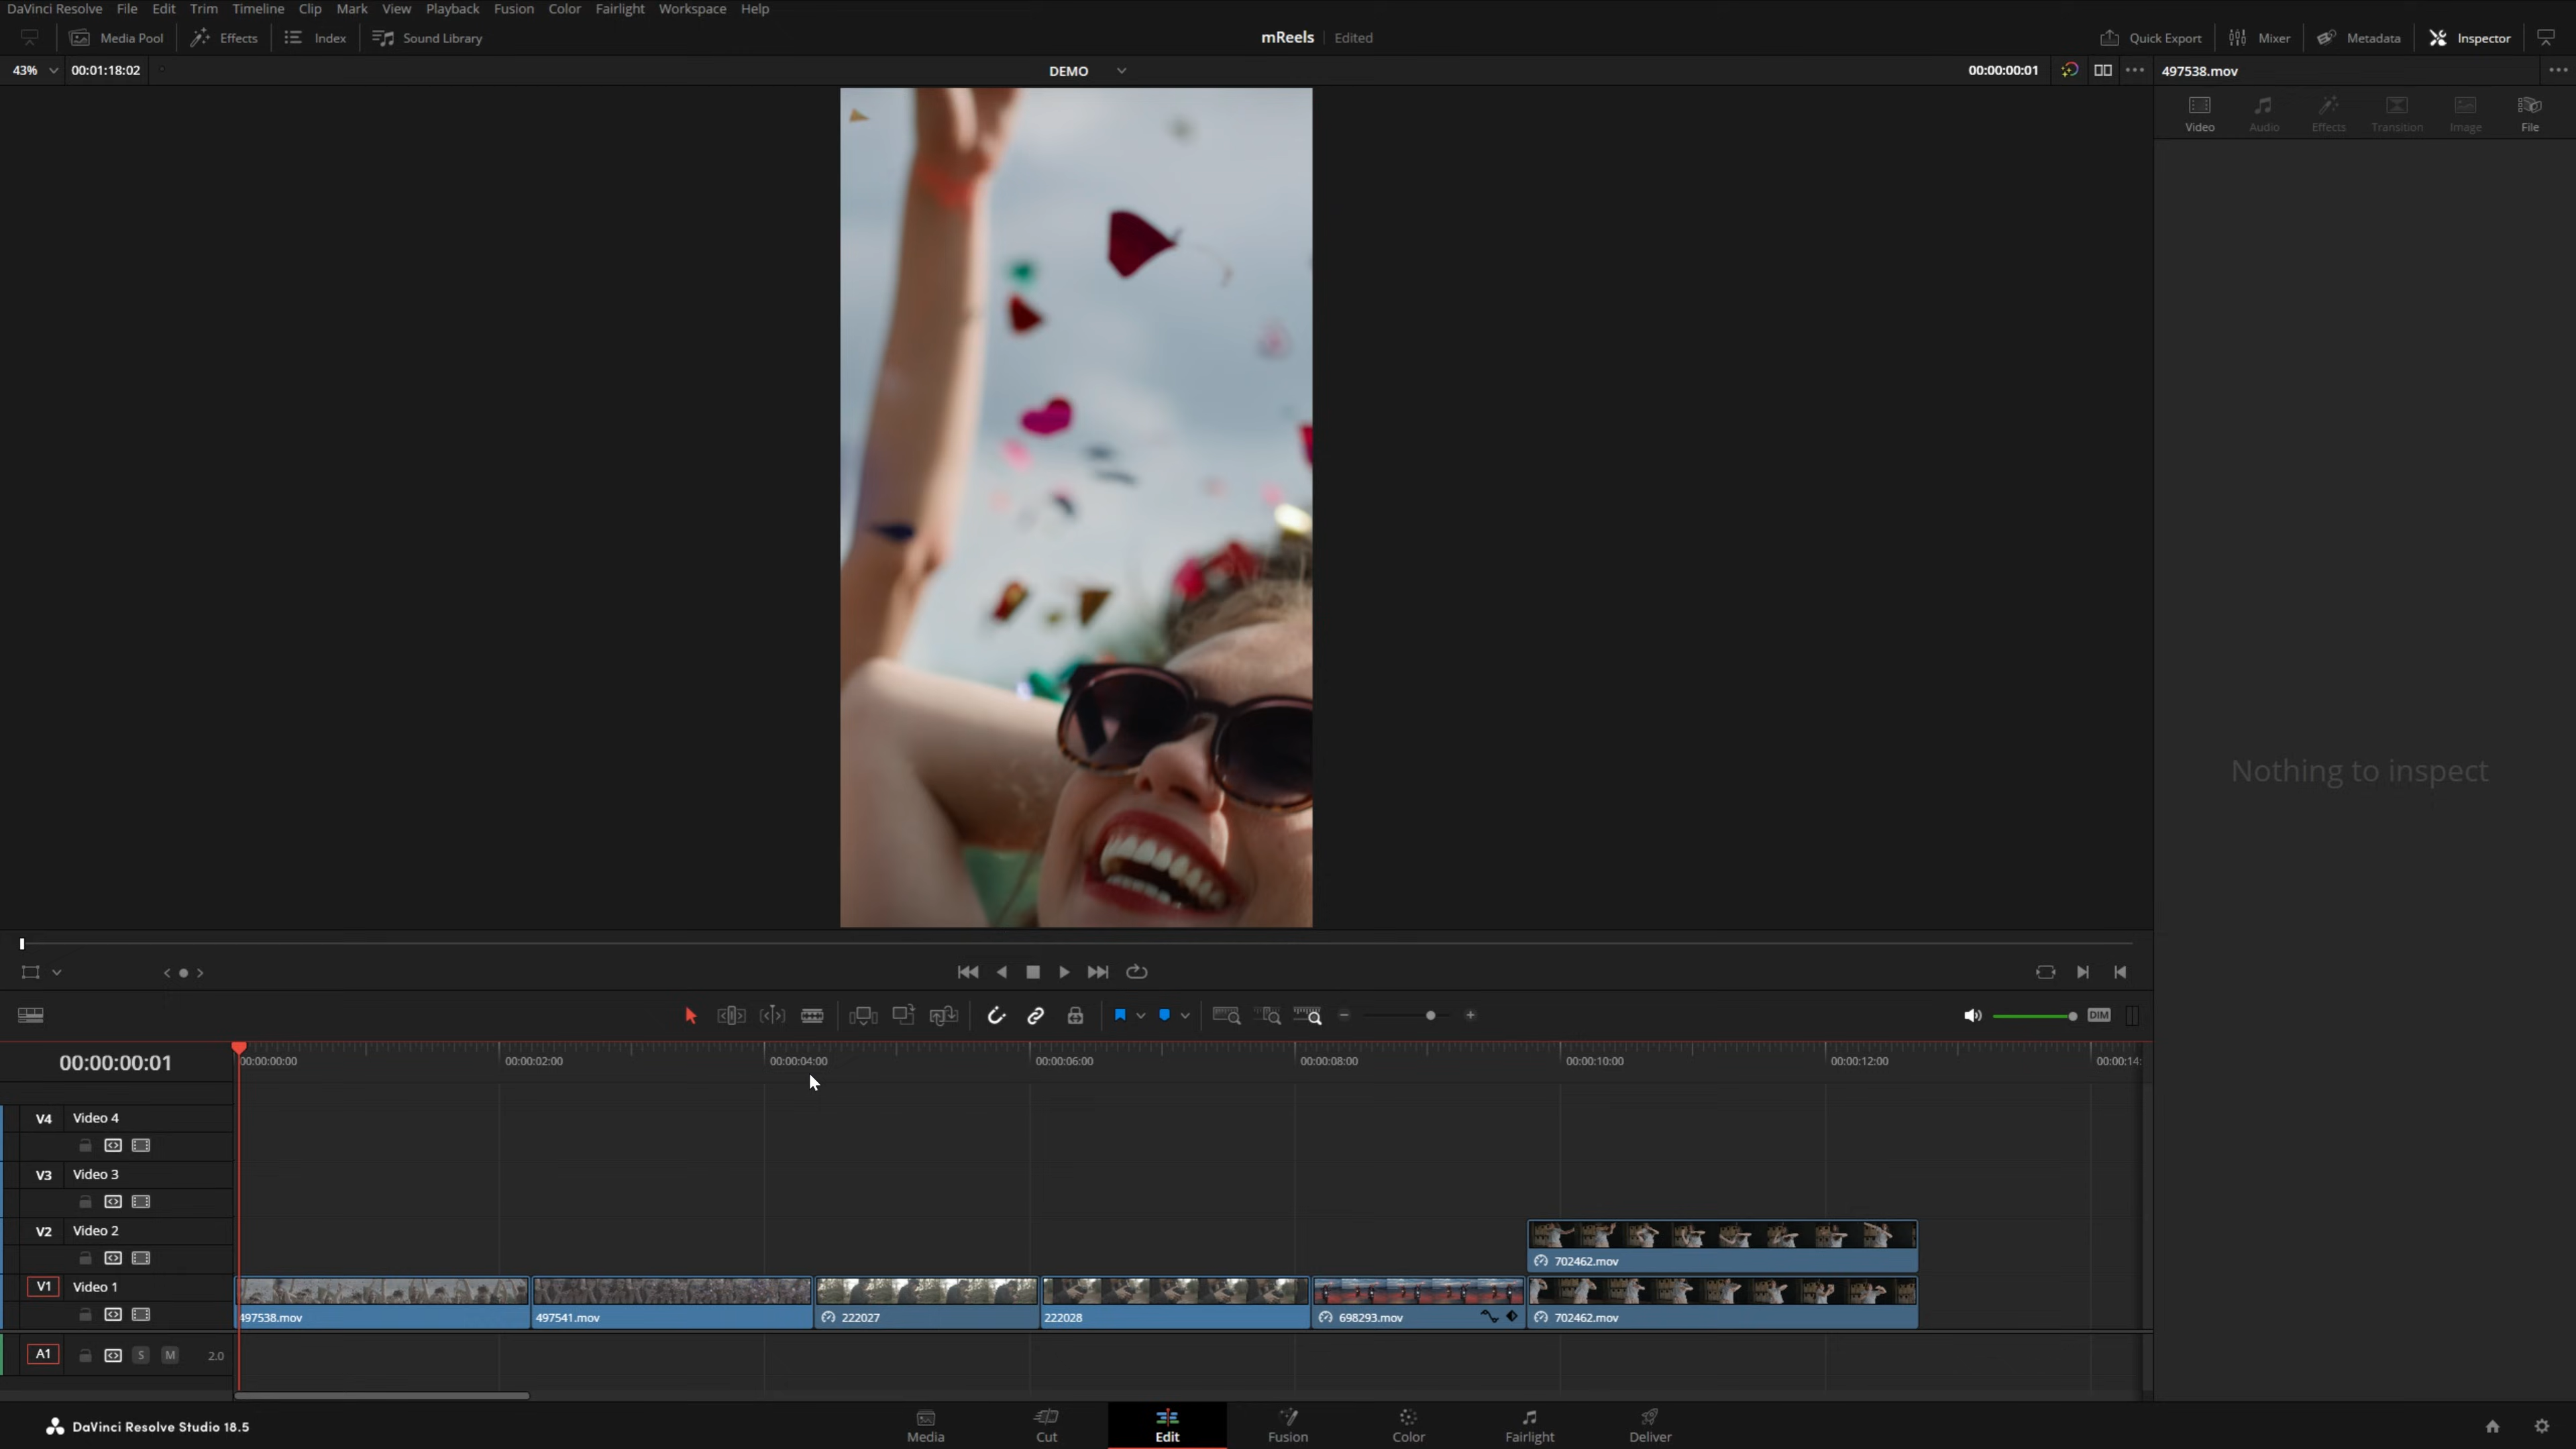 DaVinci Resolve File Edit Trim Timeline Clip Mark View Playback Fusion Color Fairlight Workspace Help
Media Pool Effects Index Sound Library mReels Edited Quick Export Mixer Metadata Inspector
43% 00:01:18:02 DEMO 00:00:00:01 497538.mov
Video Audio Effects Transition Image File
Nothing to inspect
DIM
00:00:00:01 00:00:00:00 00:00:02:00 00:00:04:00 00:00:06:00 00:00:08:00 00:00:10:00 00:00:12:00 00:00:14:
V4 Video 4
V3 Video 3
V2 Video 2
702462.mov
V1 Video 1
497538.mov 497541.mov 222027 222028 698293.mov 702462.mov
A1 S M 2.0
DaVinci Resolve Studio 18.5 Media Cut Edit Fusion Color Fairlight Deliver